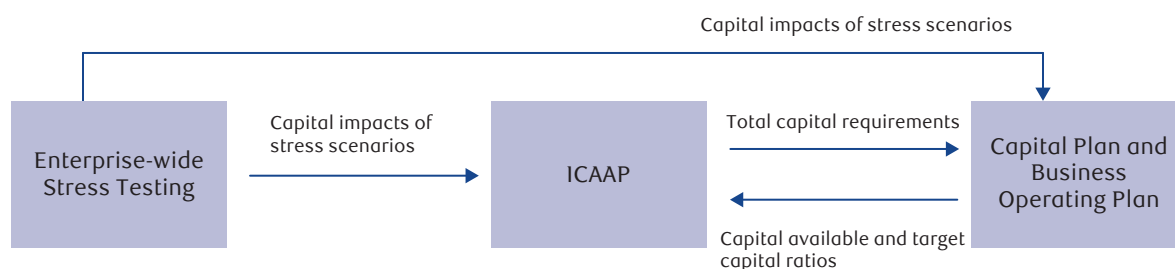 Capital impacts of stress scenarios
Enterprise-wide
Stress Testing
Capital impacts of
stress scenarios
ICAAP
Total capital requirements
Capital available and target
capital ratios
Capital Plan and
Business
Operating Plan